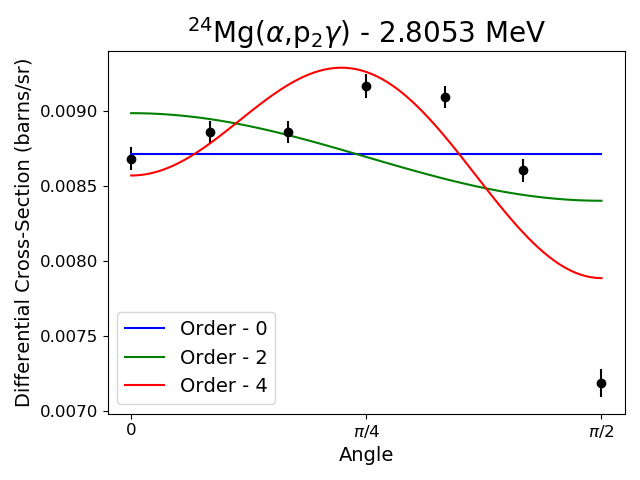 ²⁴Mg(α,p₂γ) - 2.8053 MeV
Differential Cross-Section (barns/sr)
0.0090
0.0085
0.0080
0.0075
0.0070
Order - 0
Order - 2
Order - 4
0 π/4 π/2
Angle